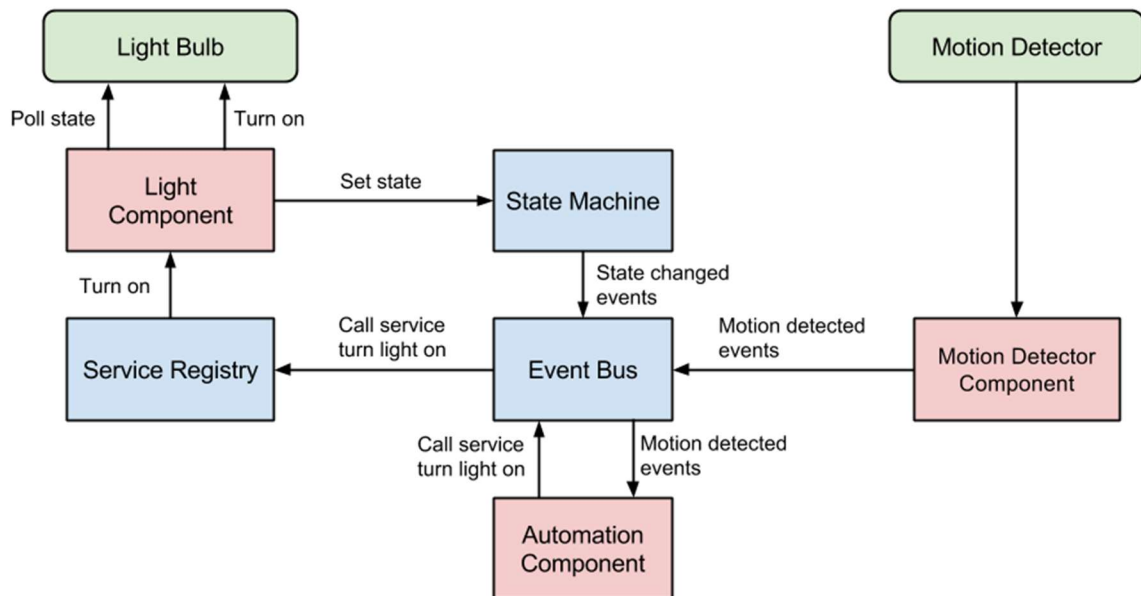 Light Bulb
Motion Detector
Poll state
Turn on
Light
Component
Set state
State Machine
Turn on
State changed
events
Call service
turn light on
Motion detected
events
Service Registry
Event Bus
Motion Detector
Component
Call service
turn light on
Motion detected
events
Automation
Component